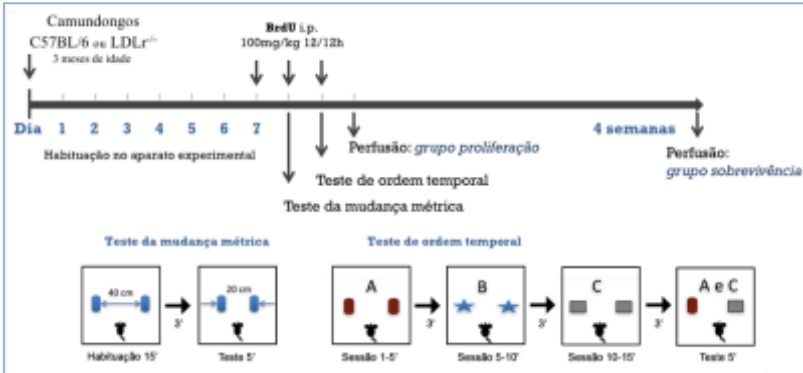 Camundongos
C57BL/6 ou LDLr-/-
3 meses de idade
BrdU i.p.
100mg/kg 12/12h
Dia 1 2 3 4 5 6 7
4 semanas
Habituação no aparato experimental
Perfusão: grupo proliferação
Perfusão:
grupo sobrevivência
Teste de ordem temporal
Teste da mudança métrica
Teste da mudança métrica
Teste de ordem temporal
40 cm
20 cm
A
B
C
A e C
3'
3'
3'
3'
Habituação 15'
Teste 5'
Sessão 1-5'
Sessão 5-10'
Sessão 10-15'
Teste 5'